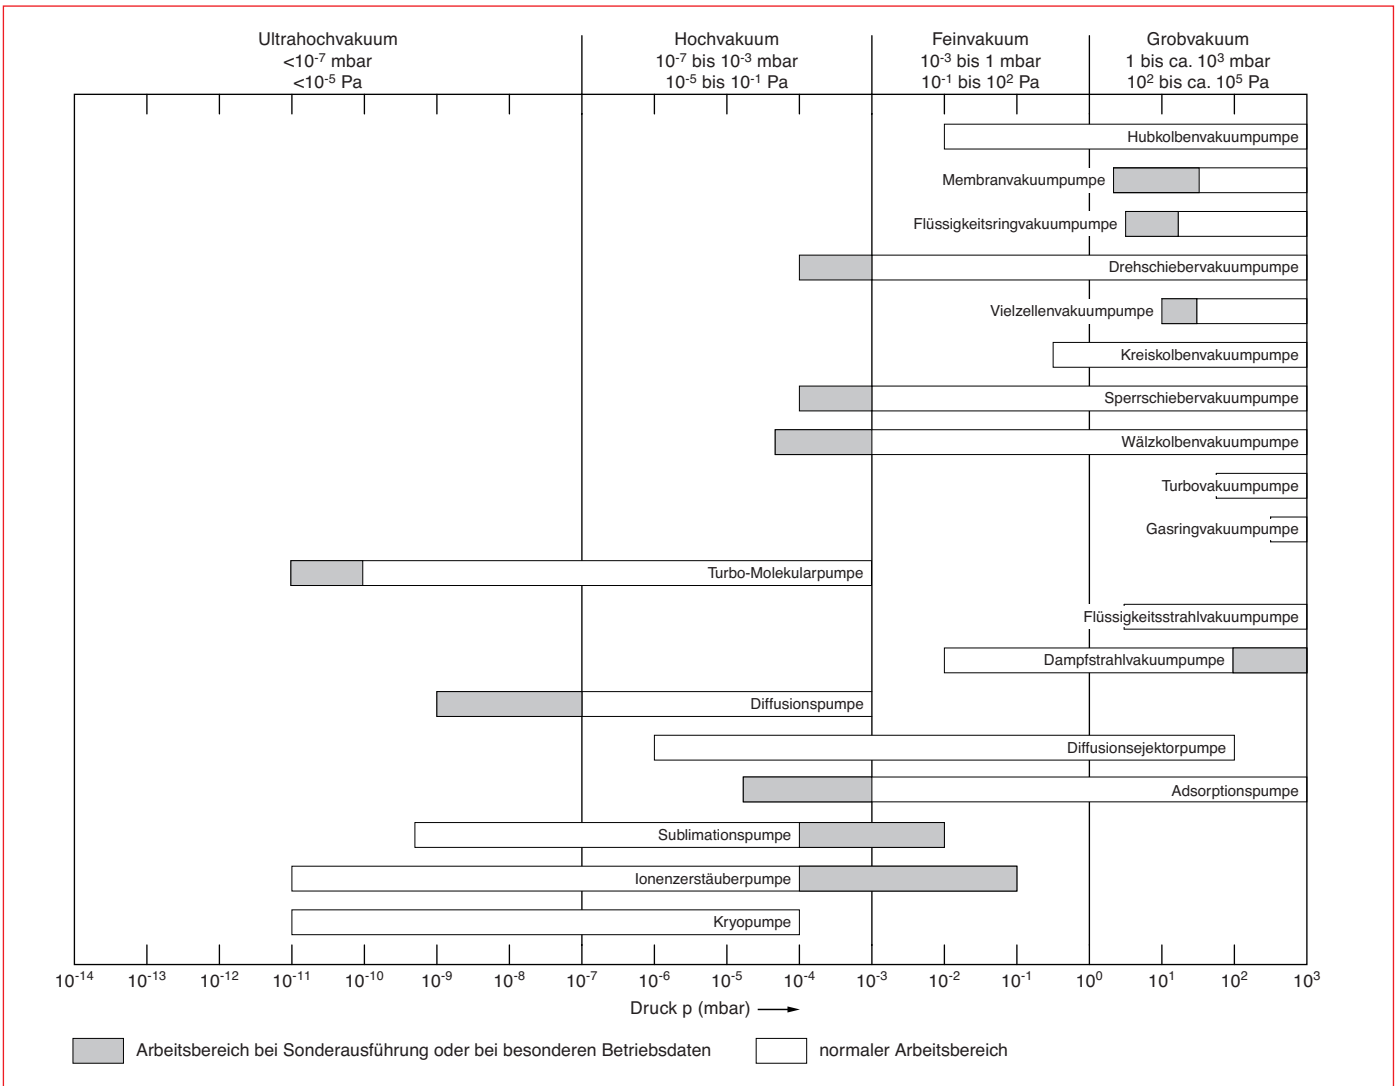 Ultrahochvakuum
<10⁻⁷ mbar
<10⁻⁵ Pa
Hochvakuum
10⁻⁷ bis 10⁻³ mbar
10⁻⁵ bis 10⁻¹ Pa
Feinvakuum
10⁻³ bis 1 mbar
10⁻¹ bis 10² Pa
Grobvakuum
1 bis ca. 10³ mbar
10² bis ca. 10⁵ Pa
Hubkolbenvakuumpumpe
Membranvakuumpumpe
Flüssigkeitsringvakuumpumpe
Drehschiebervakuumpumpe
Vielzellenvakuumpumpe
Kreiskolbenvakuumpumpe
Sperrschiebervakuumpumpe
Wälzkolbenvakuumpumpe
Turbovakuumpumpe
Gasringvakuumpumpe
Turbo-Molekularpumpe
Flüssigkeitsstrahlvakuumpumpe
Dampfstrahlvakuumpumpe
Diffusionspumpe
Diffusionsejektorpumpe
Adsorptionspumpe
Sublimationspumpe
Ionenzerstäuberpumpe
Kryopumpe
10⁻¹⁴ 10⁻¹³ 10⁻¹² 10⁻¹¹ 10⁻¹⁰ 10⁻⁹ 10⁻⁸ 10⁻⁷ 10⁻⁶ 10⁻⁵ 10⁻⁴ 10⁻³ 10⁻² 10⁻¹ 10⁰ 10¹ 10² 10³
Druck p (mbar)
Arbeitsbereich bei Sonderausführung oder bei besonderen Betriebsdaten
normaler Arbeitsbereich